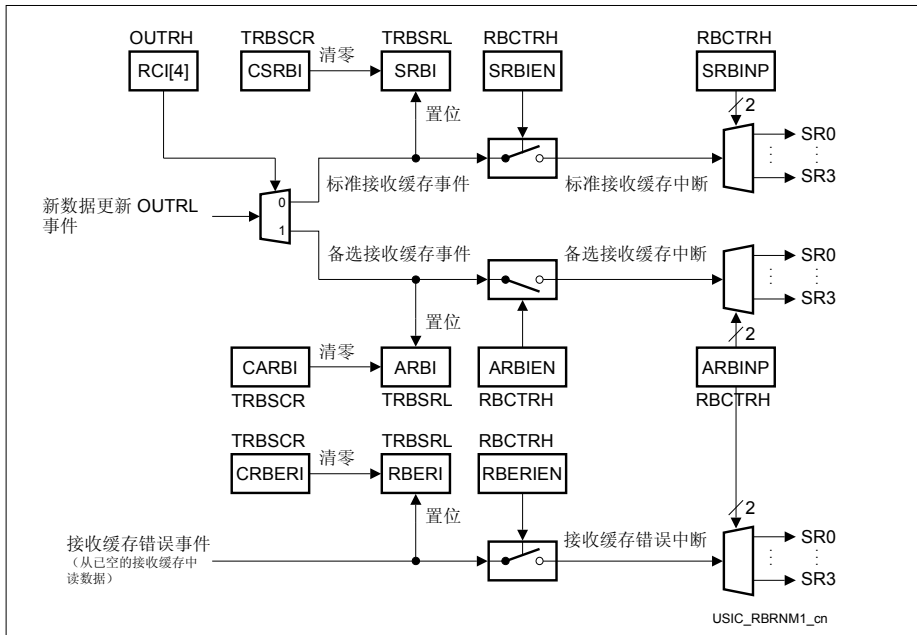 OUTRH
TRBSCR
TRBSRL
RBCTRH
RBCTRH
RCI[4]
CSRBI
清零
SRBI
SRBIEN
SRBINP
置位
2
SR0
SR3
标准接收缓存事件
标准接收缓存中断
新数据更新 OUTRL
事件
0
1
备选接收缓存事件
备选接收缓存中断
SR0
SR3
置位
2
CARBI
清零
ARBI
ARBIEN
ARBINP
TRBSCR
TRBSRL
RBCTRH
RBCTRH
TRBSCR
TRBSRL
RBCTRH
CRBERI
清零
RBERI
RBERIEN
置位
2
接收缓存错误事件
（从已空的接收缓存中
读数据）
接收缓存错误中断
SR0
SR3
USIC_RBRNM1_cn